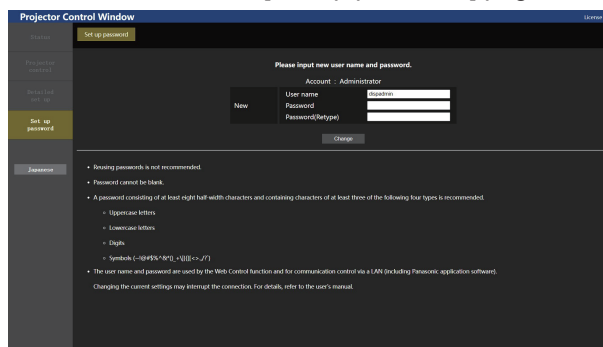 Projector Control Window
License
Status
Set up password
Projector
control
Detailed
set up
Set up
password
Japanese
Please input new user name and password.
Account : Administrator
New
User name
dispadmin
Password
Password(Retype)
Change
• Reusing passwords is not recommended.
• Password cannot be blank.
• A password consisting of at least eight half-width characters and containing characters of at least three of the following four types is recommended.
○ Uppercase letters
○ Lowercase letters
○ Digits
○ Symbols
• The user name and password are used by the Web Control function and for communication control via a LAN (including Panasonic application software).
Changing the current settings may interrupt the connection. For details, refer to the user's manual.